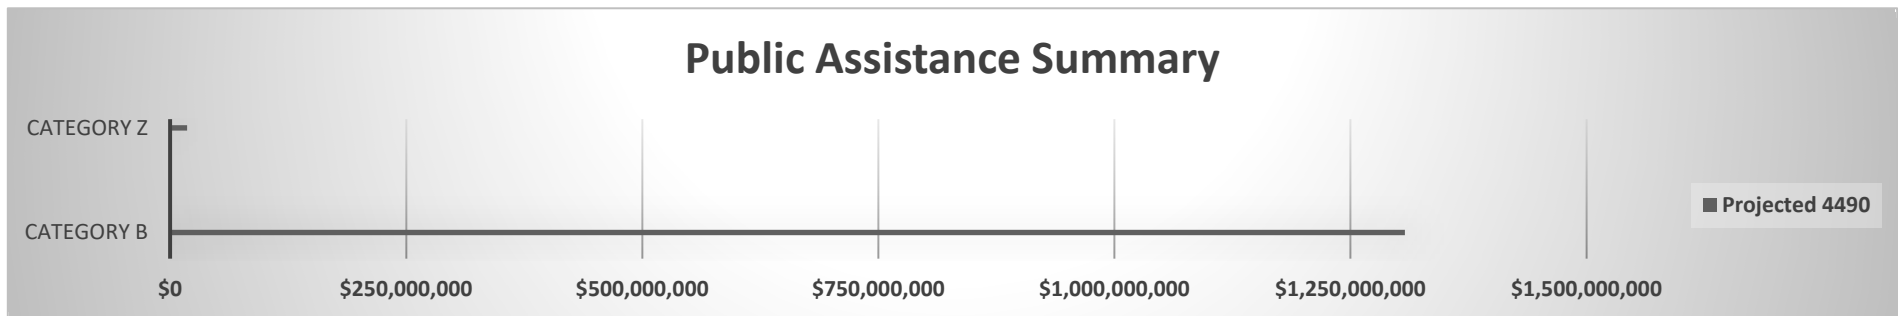 Public Assistance Summary
CATEGORY Z
CATEGORY B
Projected 4490
$0 $250,000,000 $500,000,000 $750,000,000 $1,000,000,000 $1,250,000,000 $1,500,000,000